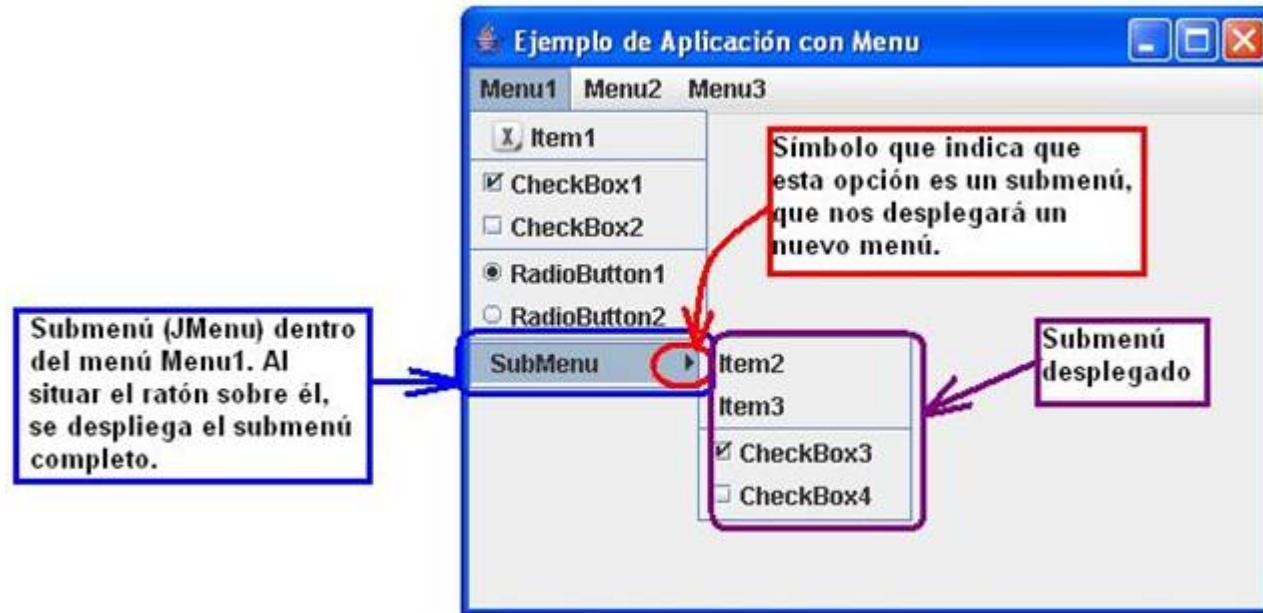 Ejemplo de Aplicación con Menu
Menu1 Menu2 Menu3
Item1
CheckBox1
CheckBox2
RadioButton1
RadioButton2
SubMenu
Item2
Item3
CheckBox3
CheckBox4
Símbolo que indica que
esta opción es un submenú,
que nos desplegará un
nuevo menú.
Submenú (JMenu) dentro
del menú Menu1. Al
situar el ratón sobre él,
se despliega el submenú
completo.
Submenú
desplegado